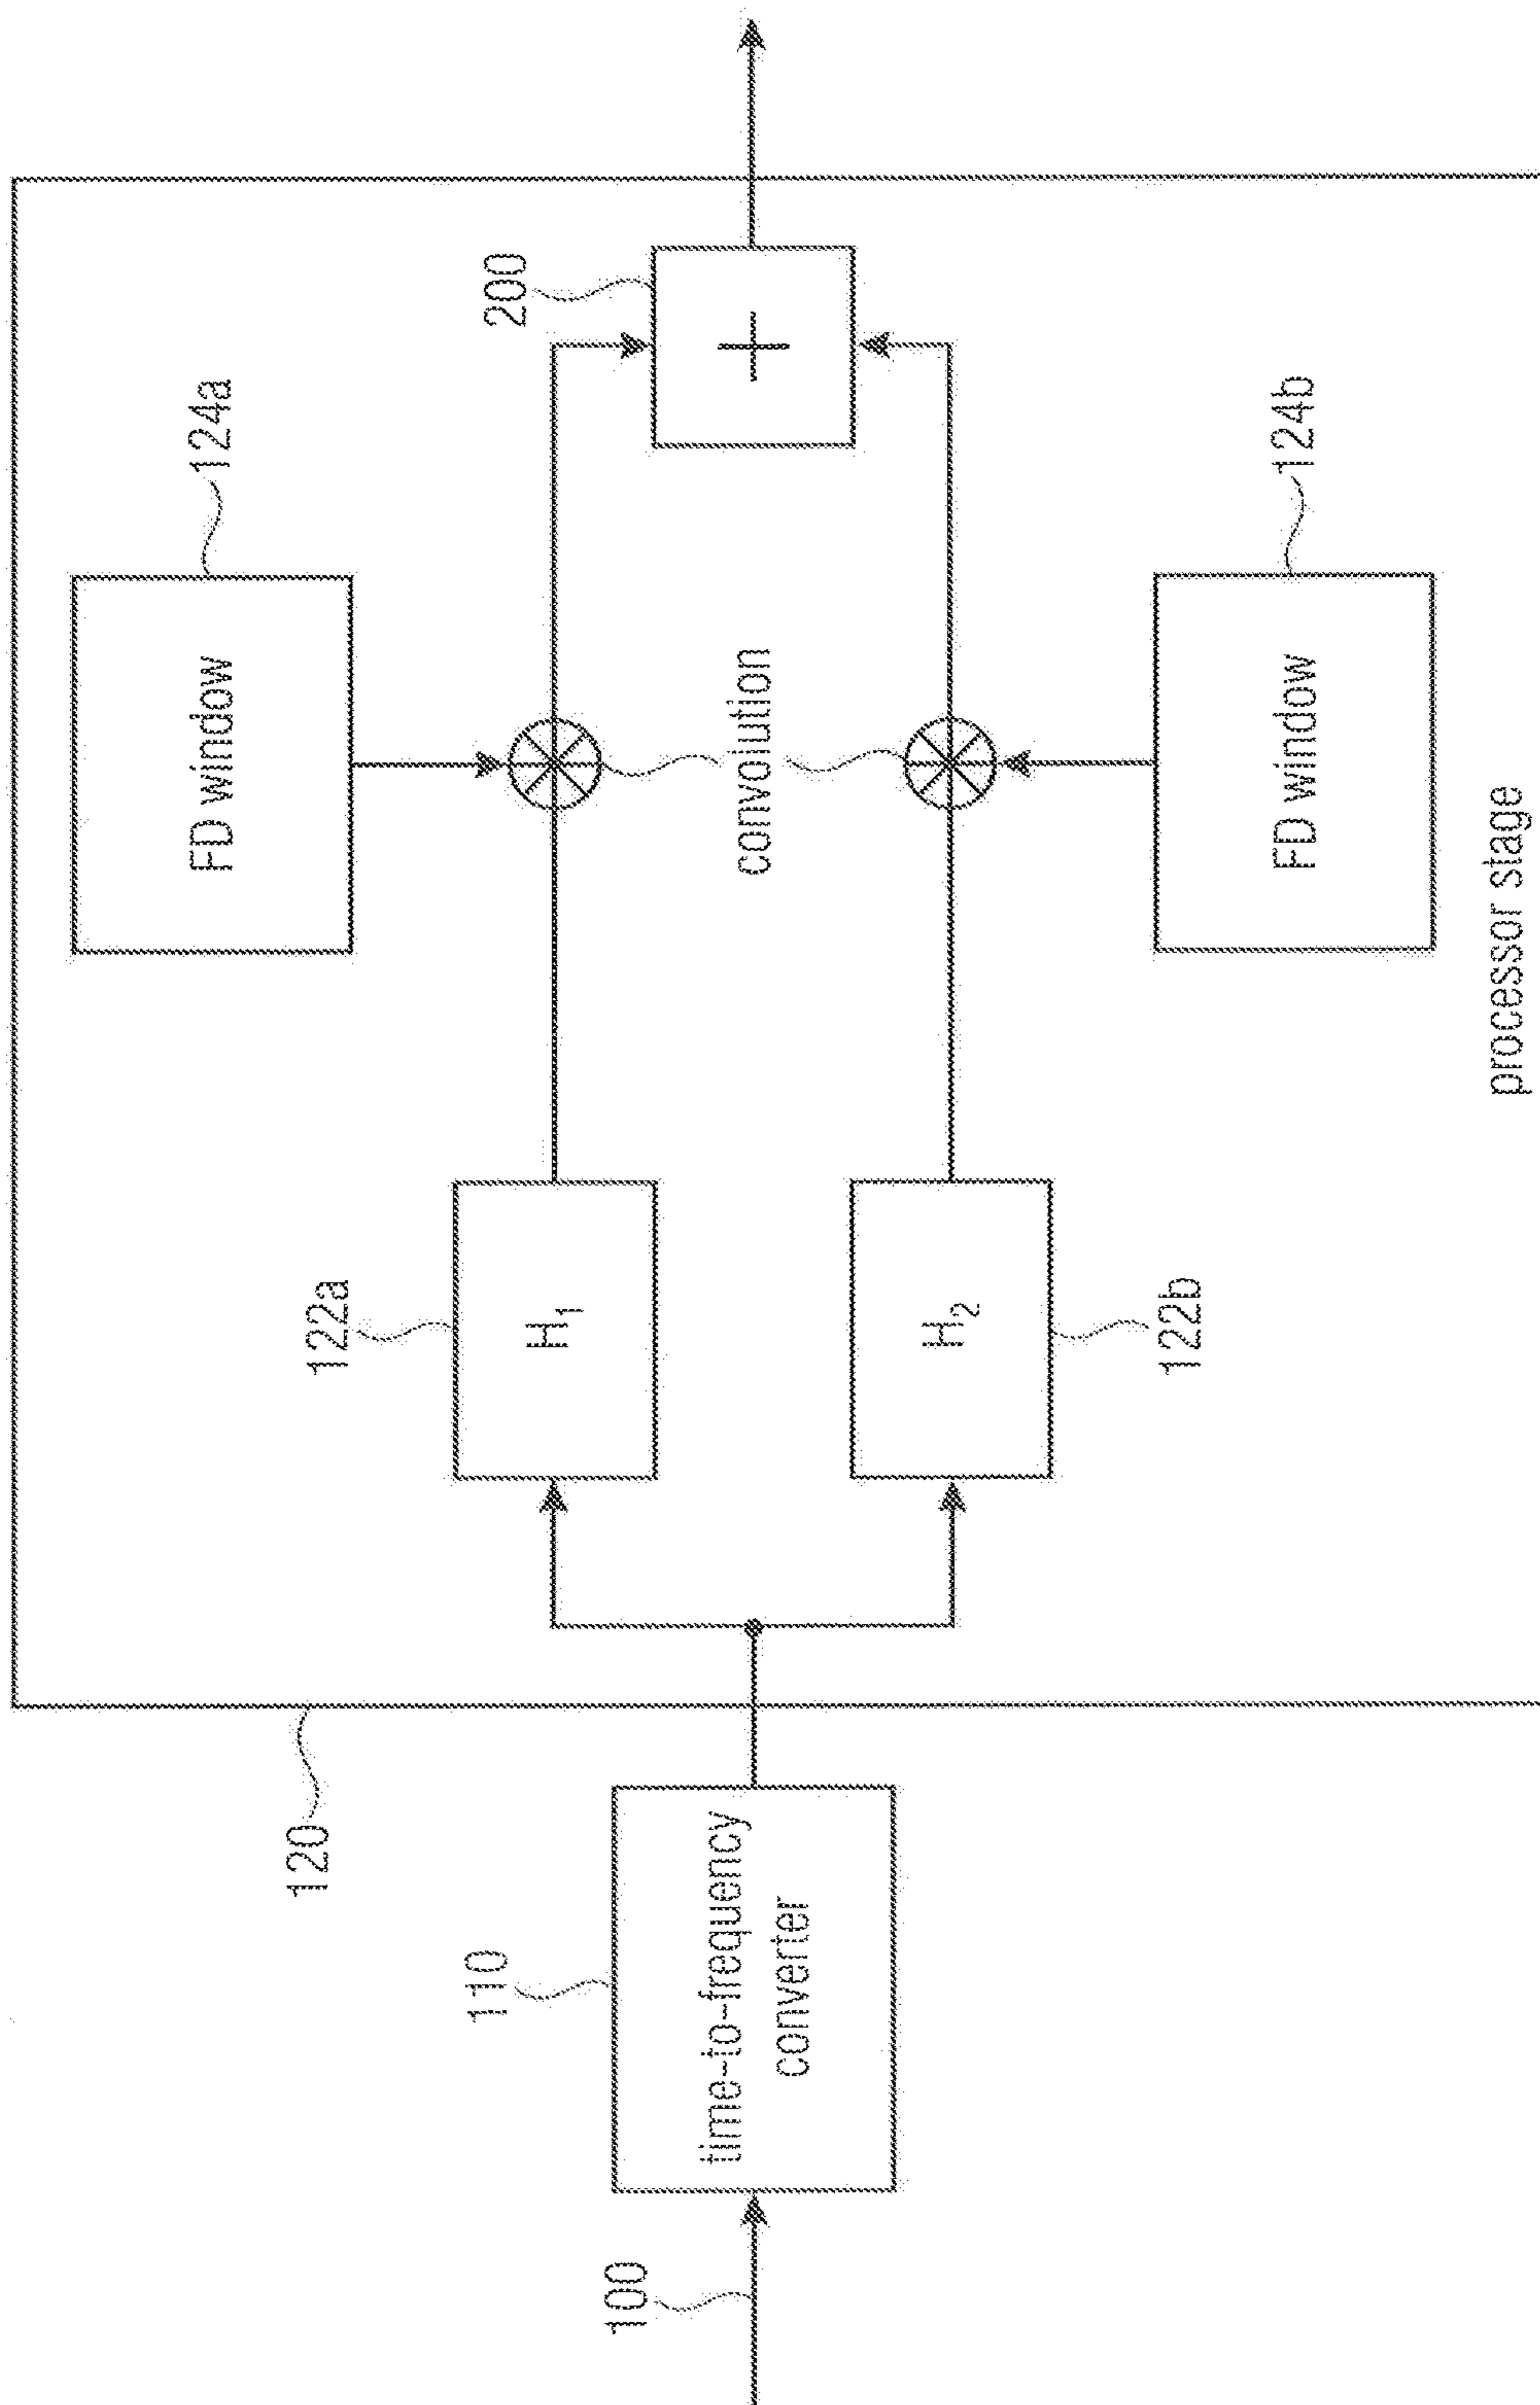 100
110
time-to-frequency
converter
120
122a
H₁
122b
H₂
FD window
124a
convolution
FD window
124b
200
+
processor stage